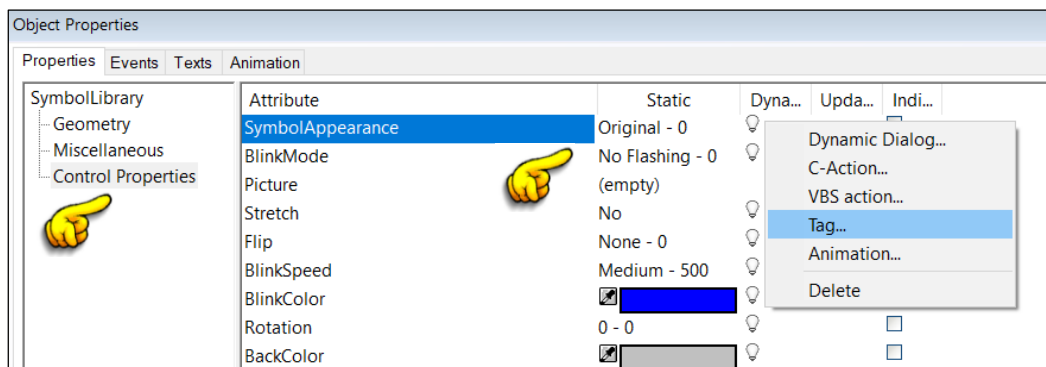 Object Properties
Properties Events Texts Animation
SymbolLibrary
Geometry
Miscellaneous
Control Properties
Attribute Static Dyna... Upda... Indi...
SymbolAppearance Original - 0
BlinkMode No Flashing - 0
Picture (empty)
Stretch No
Flip None - 0
BlinkSpeed Medium - 500
BlinkColor
Rotation 0 - 0
BackColor
Dynamic Dialog...
C-Action...
VBS action...
Tag...
Animation...
Delete